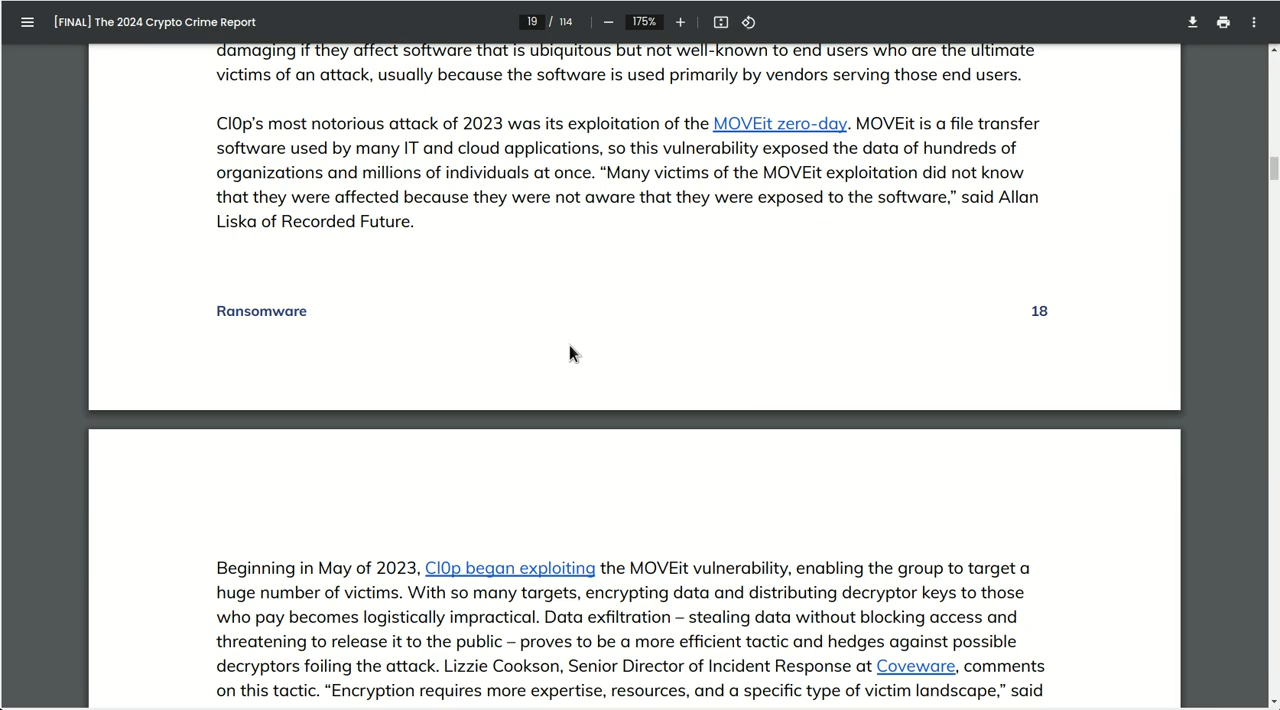 [FINAL] The 2024 Crypto Crime Report
19 / 114
175%
damaging if they affect software that is ubiquitous but not well-known to end users who are the ultimate
victims of an attack, usually because the software is used primarily by vendors serving those end users.
Cl0p’s most notorious attack of 2023 was its exploitation of the MOVEit zero-day. MOVEit is a file transfer
software used by many IT and cloud applications, so this vulnerability exposed the data of hundreds of
organizations and millions of individuals at once. “Many victims of the MOVEit exploitation did not know
that they were affected because they were not aware that they were exposed to the software,” said Allan
Liska of Recorded Future.
Ransomware 18
Beginning in May of 2023, Cl0p began exploiting the MOVEit vulnerability, enabling the group to target a
huge number of victims. With so many targets, encrypting data and distributing decryptor keys to those
who pay becomes logistically impractical. Data exfiltration – stealing data without blocking access and
threatening to release it to the public – proves to be a more efficient tactic and hedges against possible
decryptors foiling the attack. Lizzie Cookson, Senior Director of Incident Response at Coveware, comments
on this tactic. “Encryption requires more expertise, resources, and a specific type of victim landscape,” said